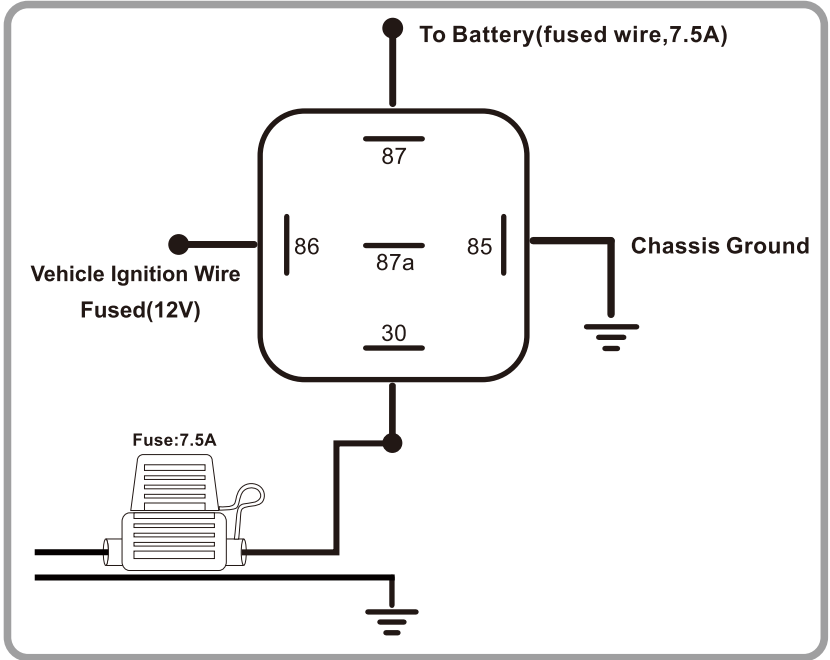 To Battery(fused wire,7.5A)
87
86
87a
85
Chassis Ground
Vehicle Ignition Wire
Fused(12V)
30
Fuse:7.5A